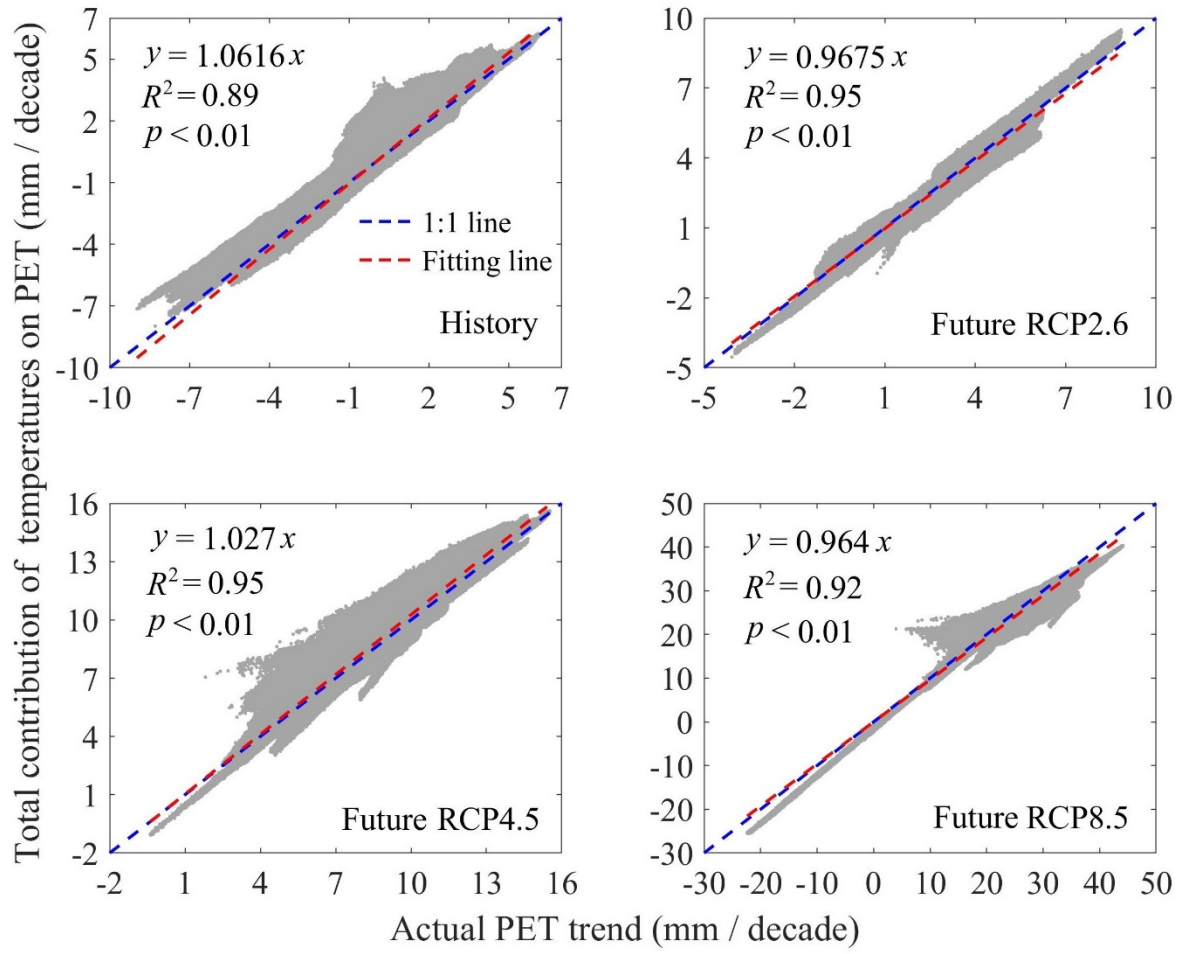 Total contribution of temperatures on PET (mm / decade)
7
5
2
-1
-4
-7
-10
y = 1.0616 x
R² = 0.89
p < 0.01
1:1 line
Fitting line
History
-10 -7 -4 -1 2 5 7
10
7
4
1
-2
-5
y = 0.9675 x
R² = 0.95
p < 0.01
Future RCP2.6
-5 -2 1 4 7 10
16
13
10
7
4
1
-2
y = 1.027 x
R² = 0.95
p < 0.01
Future RCP4.5
-2 1 4 7 10 13 16
50
40
30
20
10
0
-10
-20
-30
y = 0.964 x
R² = 0.92
p < 0.01
Future RCP8.5
-30 -20 -10 0 10 20 30 40 50
Actual PET trend (mm / decade)